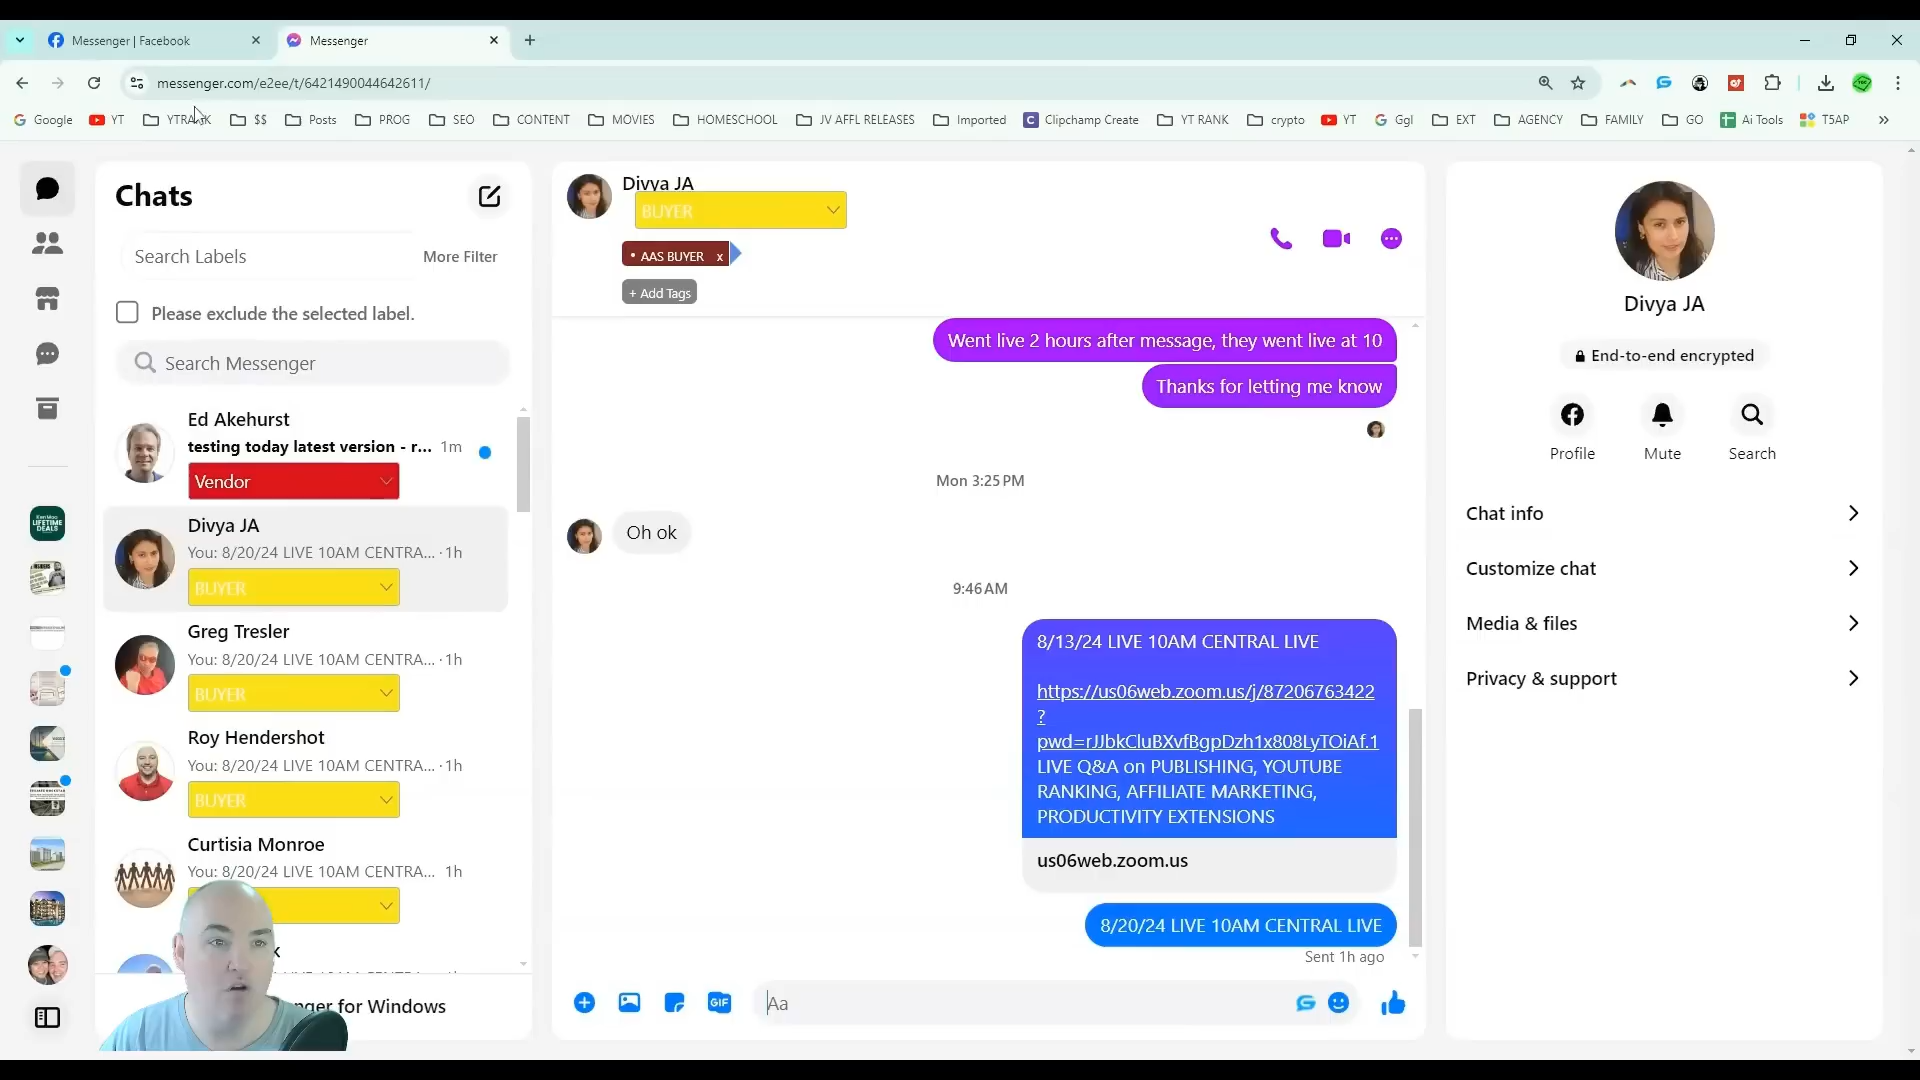 Messenger | Facebook
Messenger
messenger.com/e2ee/t/6421490044642611/
Google
YT
YTRANK
$$
Posts
PROG
SEO
CONTENT
MOVIES
HOMESCHOOL
JV AFFL RELEASES
Imported
Clipchamp Create
YT RANK
crypto
YT
Ggl
EXT
AGENCY
FAMILY
GO
Ai Tools
T5AP
Chats
Search Labels
More Filter
Please exclude the selected label.
Search Messenger
Ed Akehurst
testing today latest version - r... 1m
Vendor
Divya JA
You: 8/20/24 LIVE 10AM CENTRA... · 1h
BUYER
Greg Tresler
You: 8/20/24 LIVE 10AM CENTRA... · 1h
BUYER
Roy Hendershot
You: 8/20/24 LIVE 10AM CENTRA... · 1h
BUYER
Curtisia Monroe
You: 8/20/24 LIVE 10AM CENTRA... 1h
nger for Windows
Divya JA
BUYER
• AAS BUYER x
+ Add Tags
Went live 2 hours after message, they went live at 10
Thanks for letting me know
Mon 3:25 PM
Oh ok
9:46 AM
8/13/24 LIVE 10AM CENTRAL LIVE
https://us06web.zoom.us/j/87206763422
?
pwd=rJJbkCluBXvfBgpDzh1x808LyTOiAf.1
LIVE Q&A on PUBLISHING, YOUTUBE
RANKING, AFFILIATE MARKETING,
PRODUCTIVITY EXTENSIONS
us06web.zoom.us
8/20/24 LIVE 10AM CENTRAL LIVE
Sent 1h ago
GIF
Aa
Divya JA
End-to-end encrypted
Profile
Mute
Search
Chat info
Customize chat
Media & files
Privacy & support